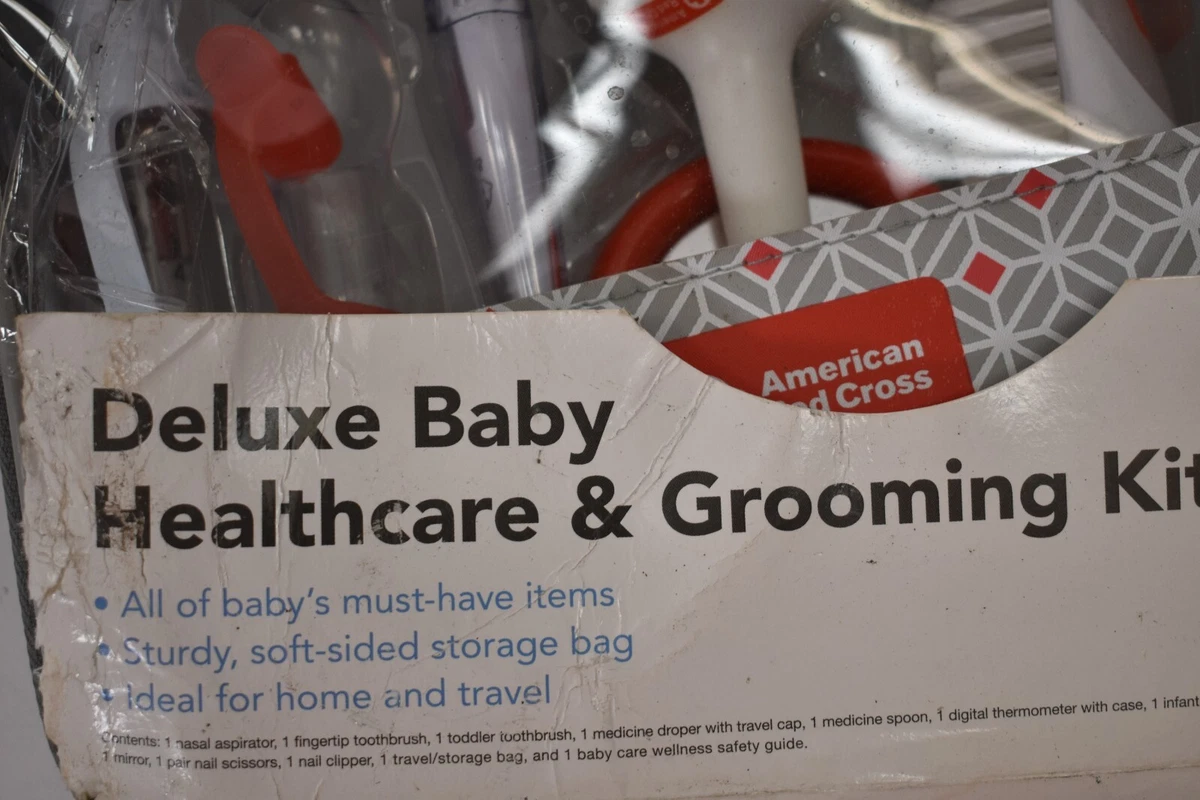 American
d Cross
Deluxe Baby
Healthcare & Grooming Kit
• All of baby's must-have items
• Sturdy, soft-sided storage bag
• Ideal for home and travel
Contents: 1 nasal aspirator, 1 fingertip toothbrush, 1 toddler toothbrush, 1 medicine droper with travel cap, 1 medicine spoon, 1 digital thermometer with case, 1 infant
1 mirror, 1 pair nail scissors, 1 nail clipper, 1 travel/storage bag, and 1 baby care wellness safety guide.